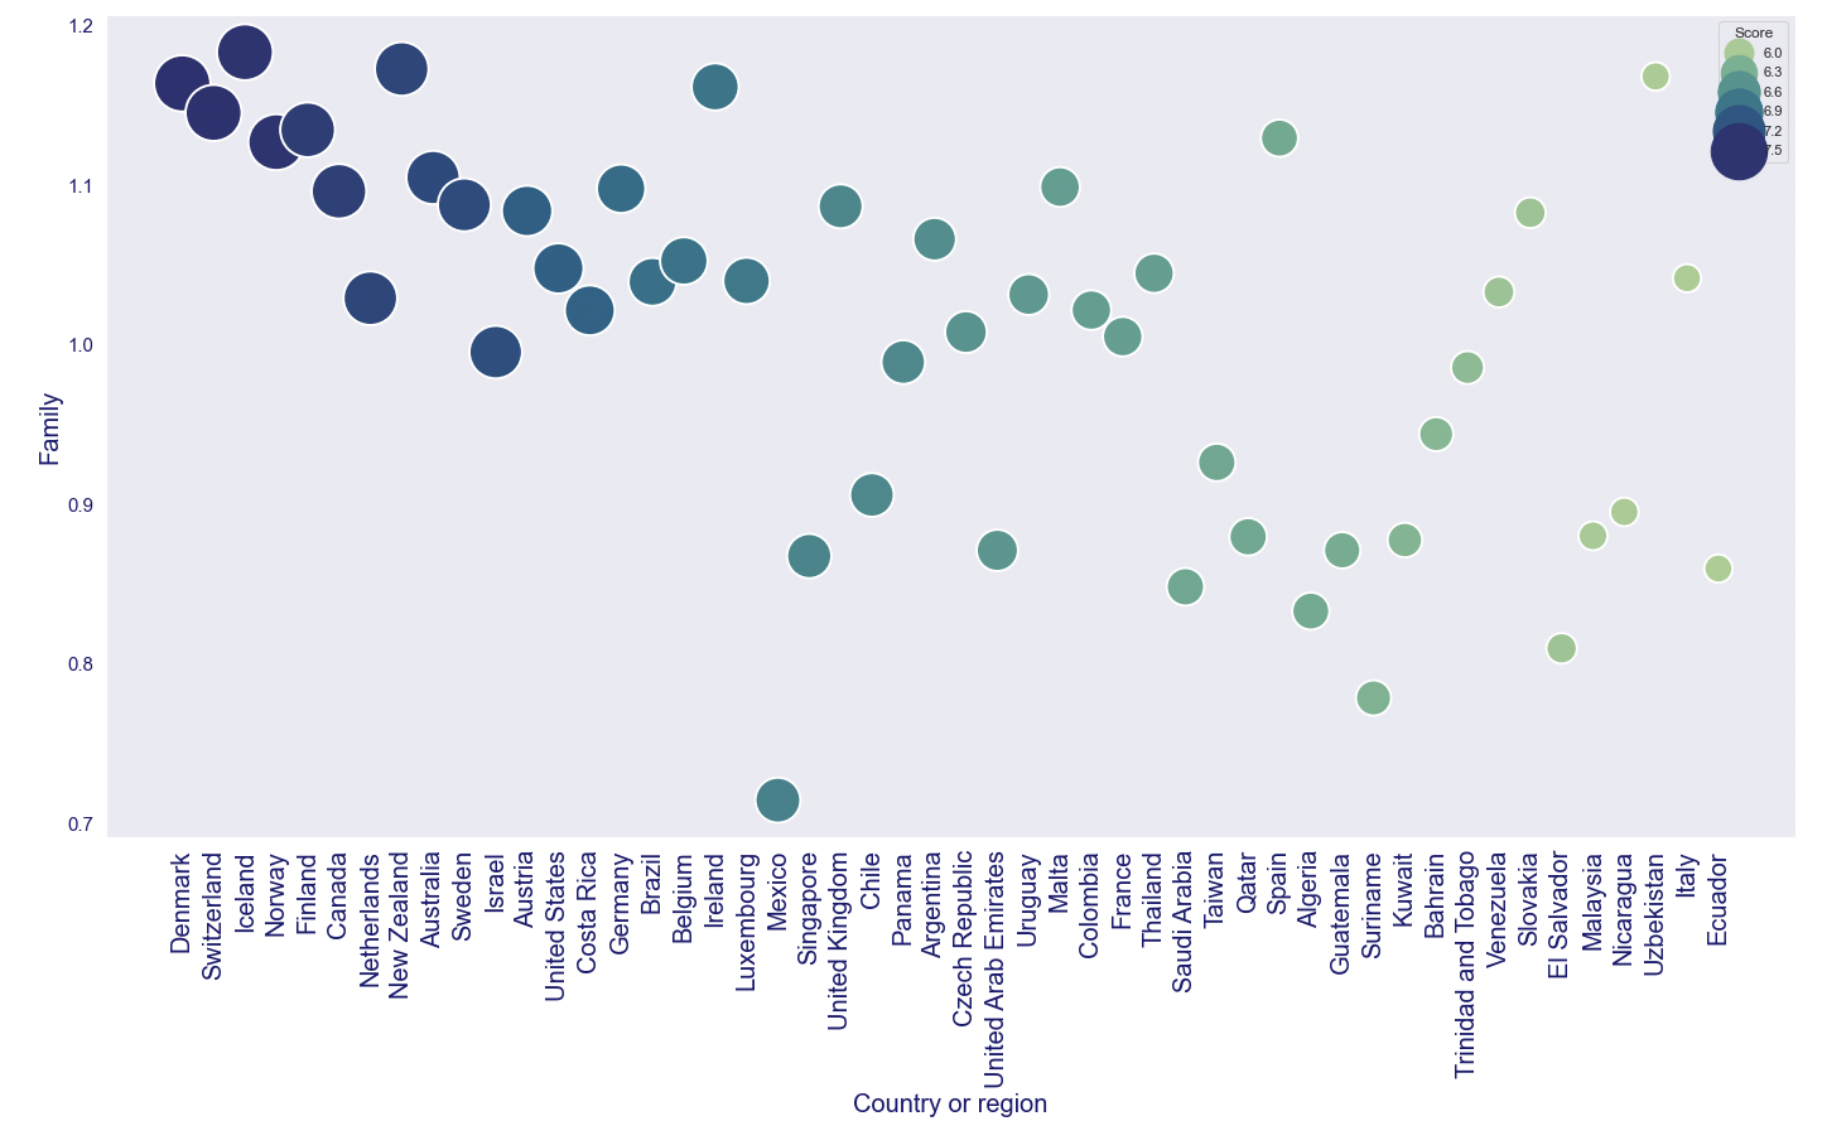 1.2
1.1
1.0
0.9
0.8
0.7
Family
Score
6.0
6.3
6.6
6.9
7.2
7.5
Denmark
Switzerland
Iceland
Norway
Finland
Canada
Netherlands
New Zealand
Australia
Sweden
Israel
Austria
United States
Costa Rica
Germany
Brazil
Belgium
Ireland
Luxembourg
Mexico
Singapore
United Kingdom
Chile
Panama
Argentina
Czech Republic
United Arab Emirates
Uruguay
Malta
Colombia
France
Thailand
Saudi Arabia
Taiwan
Qatar
Spain
Algeria
Guatemala
Suriname
Kuwait
Bahrain
Trinidad and Tobago
Venezuela
Slovakia
El Salvador
Malaysia
Nicaragua
Uzbekistan
Italy
Ecuador
Country or region